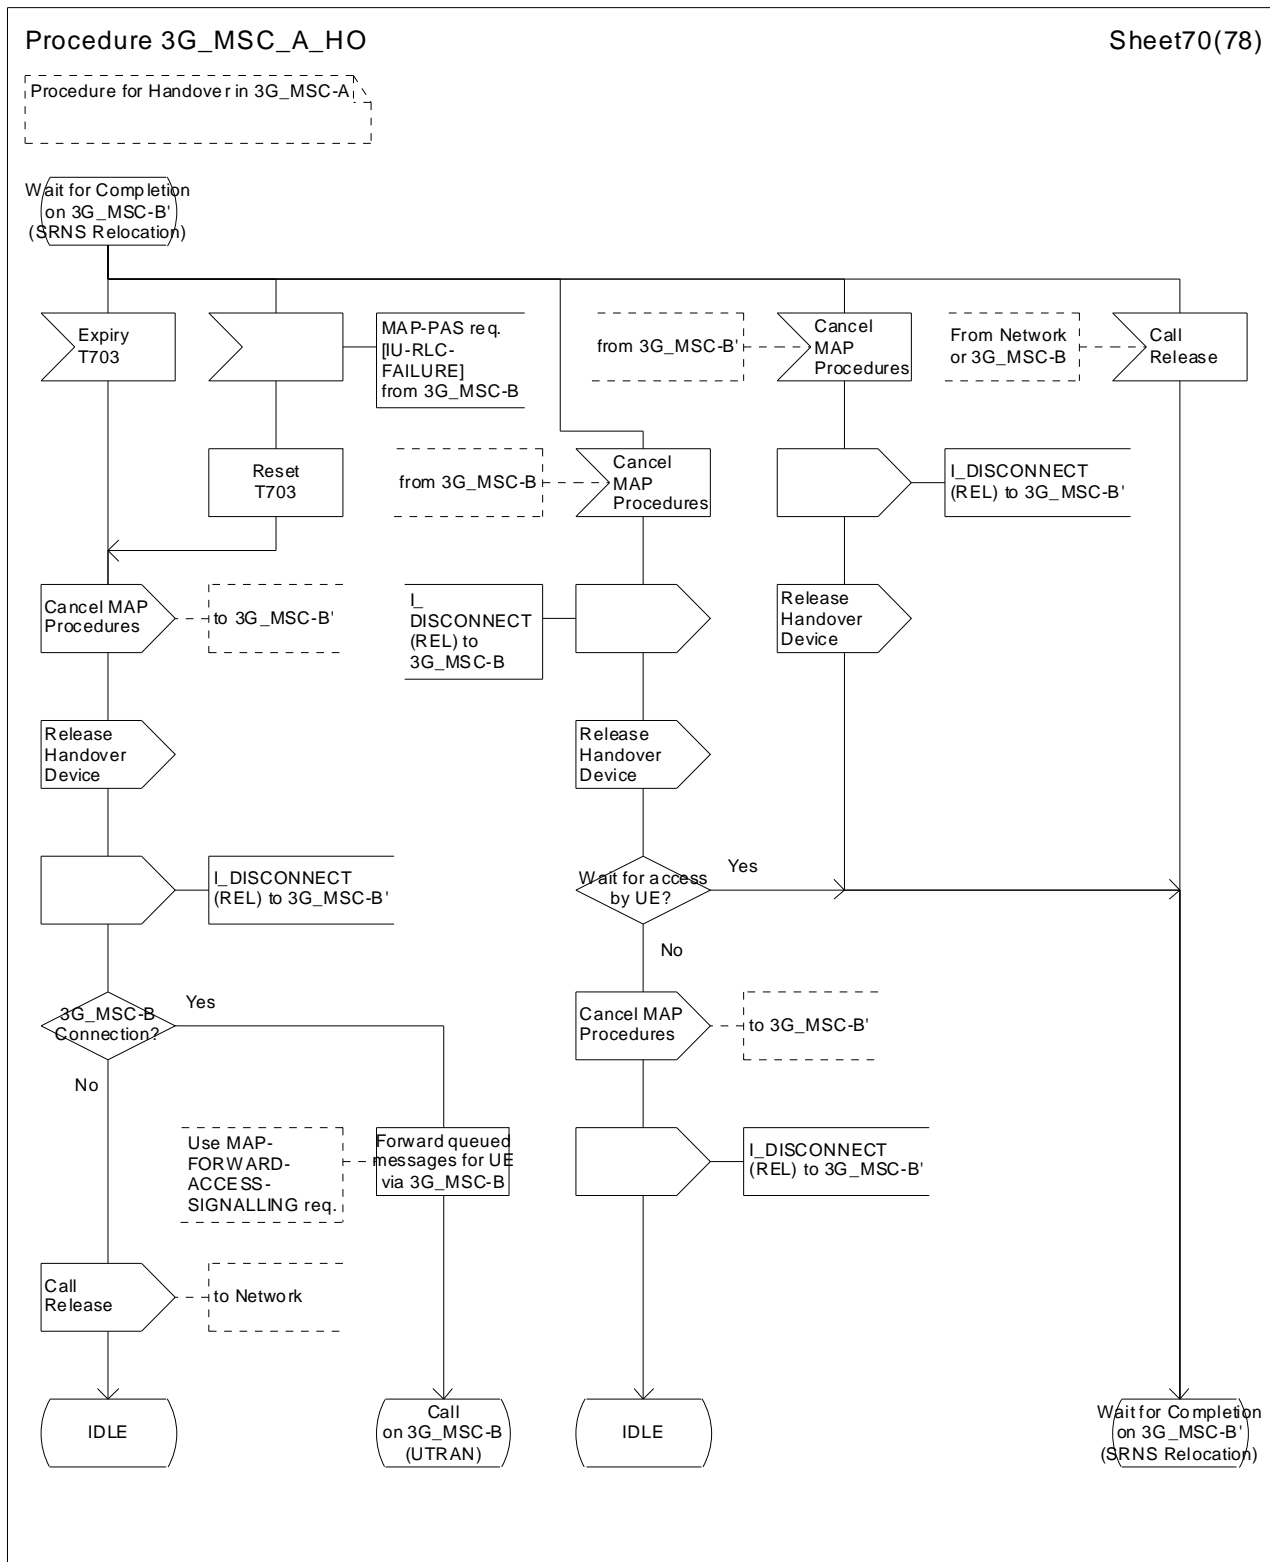 Procedure 3G_MSC_A_HO
Sheet70(78)
Procedure for Handover in 3G_MSC-A
Wait for Completion
on 3G_MSC-B'
(SRNS Relocation)
Expiry
T703
MAP-PAS req.
[IU-RLC-
FAILURE]
from 3G_MSC-B
from 3G_MSC-B'
Cancel
MAP
Procedures
From Network
or 3G_MSC-B
Call
Release
Reset
T703
from 3G_MSC-B
Cancel
MAP
Procedures
I_DISCONNECT
(REL) to 3G_MSC-B'
Cancel MAP
Procedures
to 3G_MSC-B'
I_
DISCONNECT
(REL) to
3G_MSC-B
Release
Handover
Device
Release
Handover
Device
Release
Handover
Device
I_DISCONNECT
(REL) to 3G_MSC-B'
Wait for access
by UE?
Yes
No
3G_MSC-B
Connection?
Yes
No
Cancel MAP
Procedures
to 3G_MSC-B'
Use MAP-
FORWARD-
ACCESS-
SIGNALLING req.
Forward queued
messages for UE
via 3G_MSC-B
I_DISCONNECT
(REL) to 3G_MSC-B'
Call
Release
to Network
IDLE
Call
on 3G_MSC-B
(UTRAN)
IDLE
Wait for Completion
on 3G_MSC-B'
(SRNS Relocation)